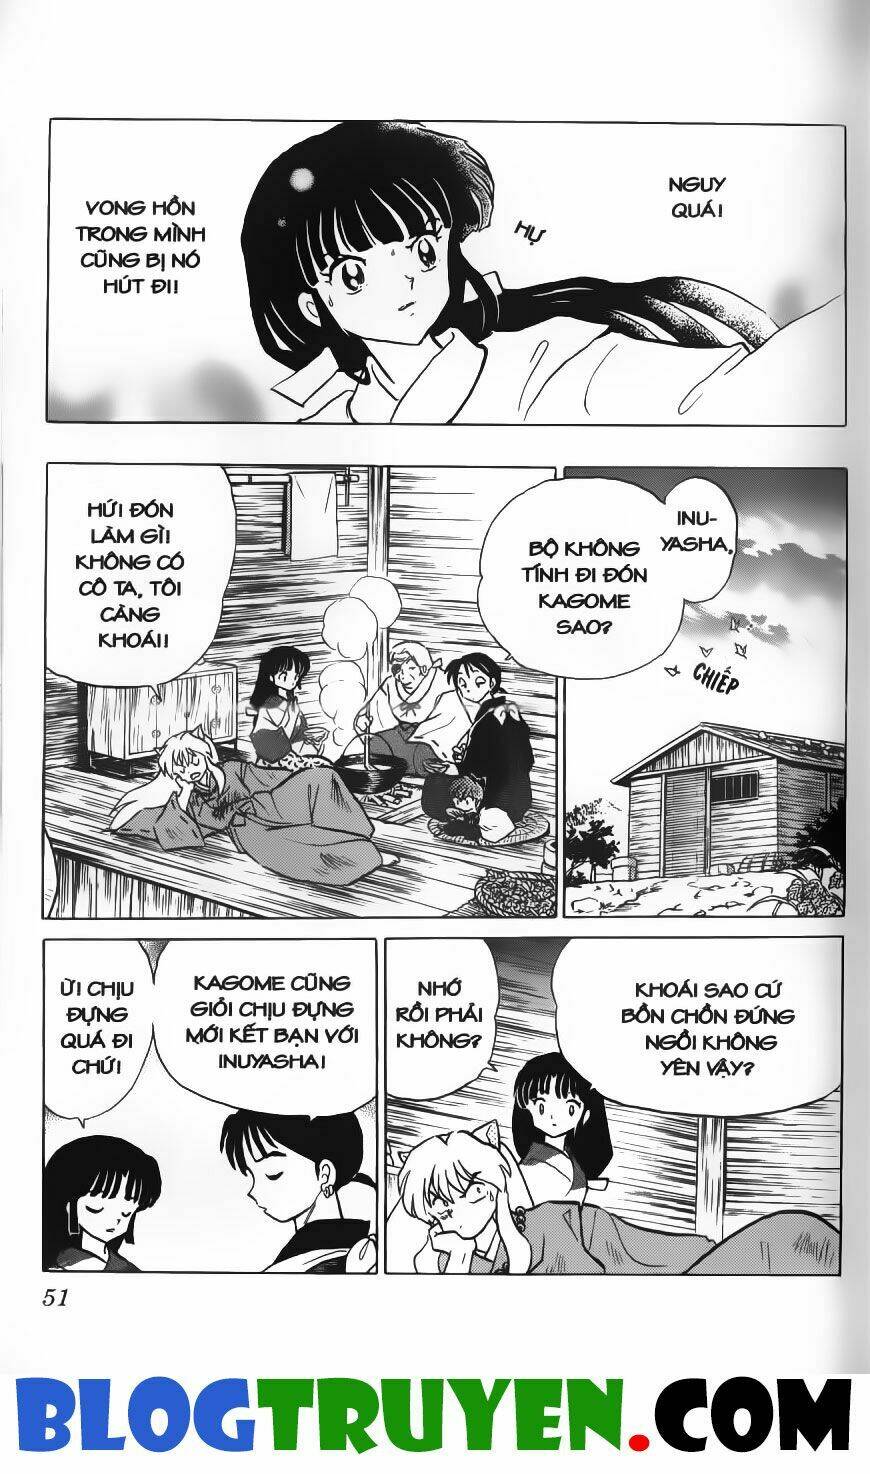 NGUY
QUÁ!
HỰ
VONG HỒN
TRONG MÌNH
CŨNG BỊ NÓ
HÚT ĐI!
INU-
YASHA,
BỘ KHÔNG
TÍNH ĐI ĐÓN
KAGOME
SAO?
CHIẾP
HỨ! ĐÓN
LÀM GÌ!
KHÔNG CÓ
CÔ TA, TÔI
CÀNG
KHOÁI!
KHOÁI SAO CỨ
BỒN CHỒN ĐỨNG
NGỒI KHÔNG
YÊN VẬY?
NHỚ
RỒI PHẢI
KHÔNG?
KAGOME CŨNG
GIỎI CHỊU ĐỰNG
MỚI KẾT BẠN VỚI
INUYASHA!
ỪI CHỊU
ĐỰNG
QUÁ ĐI
CHỨ!
51
BLOGTRUYEN.COM